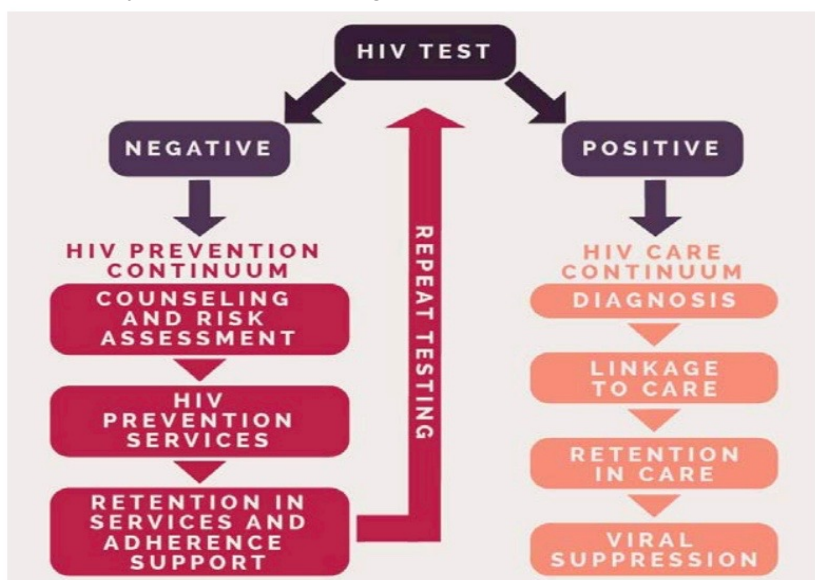 HIV TEST
NEGATIVE
HIV PREVENTION
CONTINUUM
COUNSELING
AND RISK
ASSESSMENT
HIV
PREVENTION
SERVICES
RETENTION IN
SERVICES AND
ADHERENCE
SUPPORT
REPEAT TESTING
POSITIVE
HIV CARE
CONTINUUM
DIAGNOSIS
LINKAGE
TO CARE
RETENTION
IN CARE
VIRAL
SUPPRESSION